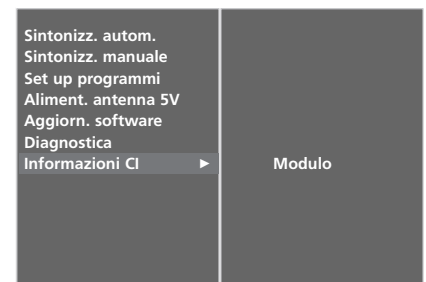 Sintonizz. autom.
Sintonizz. manuale
Set up programmi
Aliment. antenna 5V
Aggiorn. software
Diagnostica
Informazioni CI ► Modulo